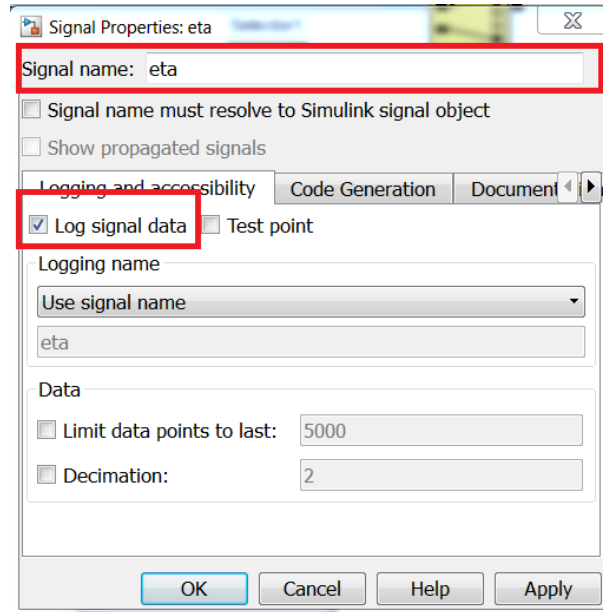 Signal Properties: eta
Signal name: eta
Signal name must resolve to Simulink signal object
Show propagated signals
Logging and accessibility Code Generation Document
Log signal data Test point
Logging name
Use signal name
eta
Data
Limit data points to last: 5000
Decimation: 2
OK Cancel Help Apply